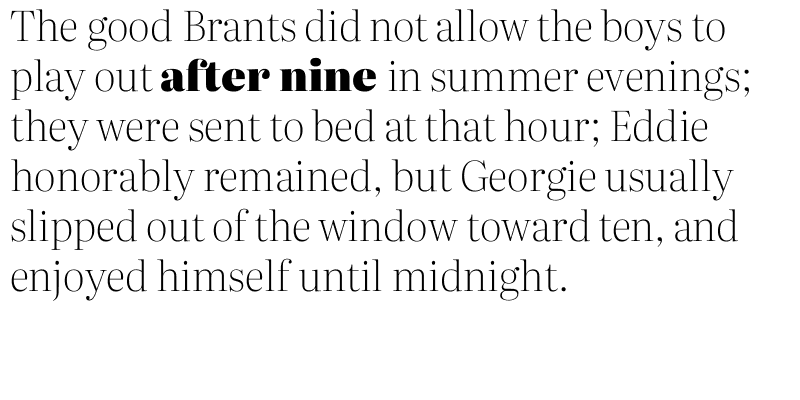 The good Brants did not allow the boys to
play out after nine in summer evenings;
they were sent to bed at that hour; Eddie
honorably remained, but Georgie usually
slipped out of the window toward ten, and
enjoyed himself until midnight.